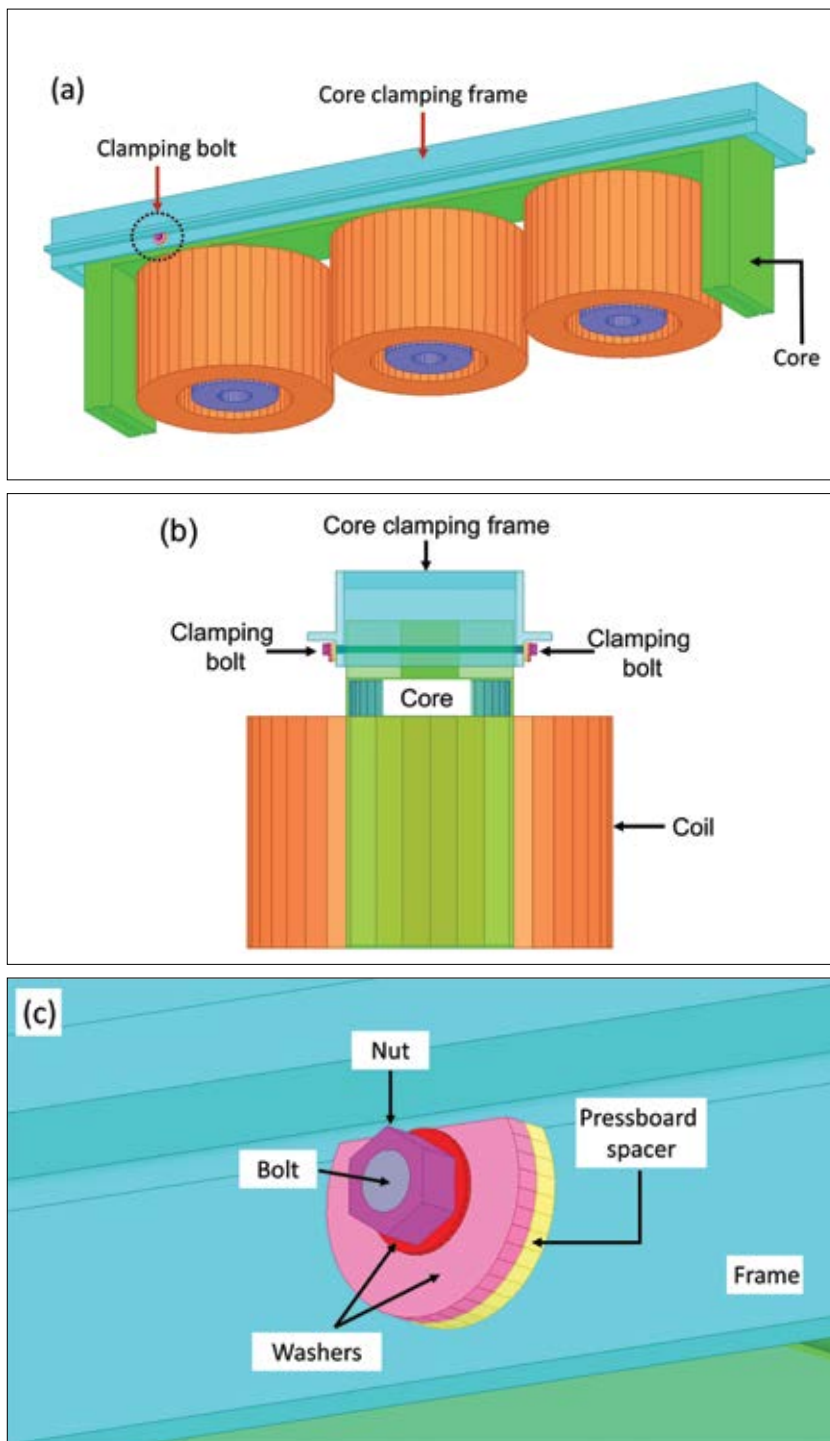 (a)
Core clamping frame
Clamping bolt
Core
(b)
Core clamping frame
Clamping
bolt
Clamping
bolt
Core
Coil
(c)
Nut
Pressboard
spacer
Bolt
Frame
Washers